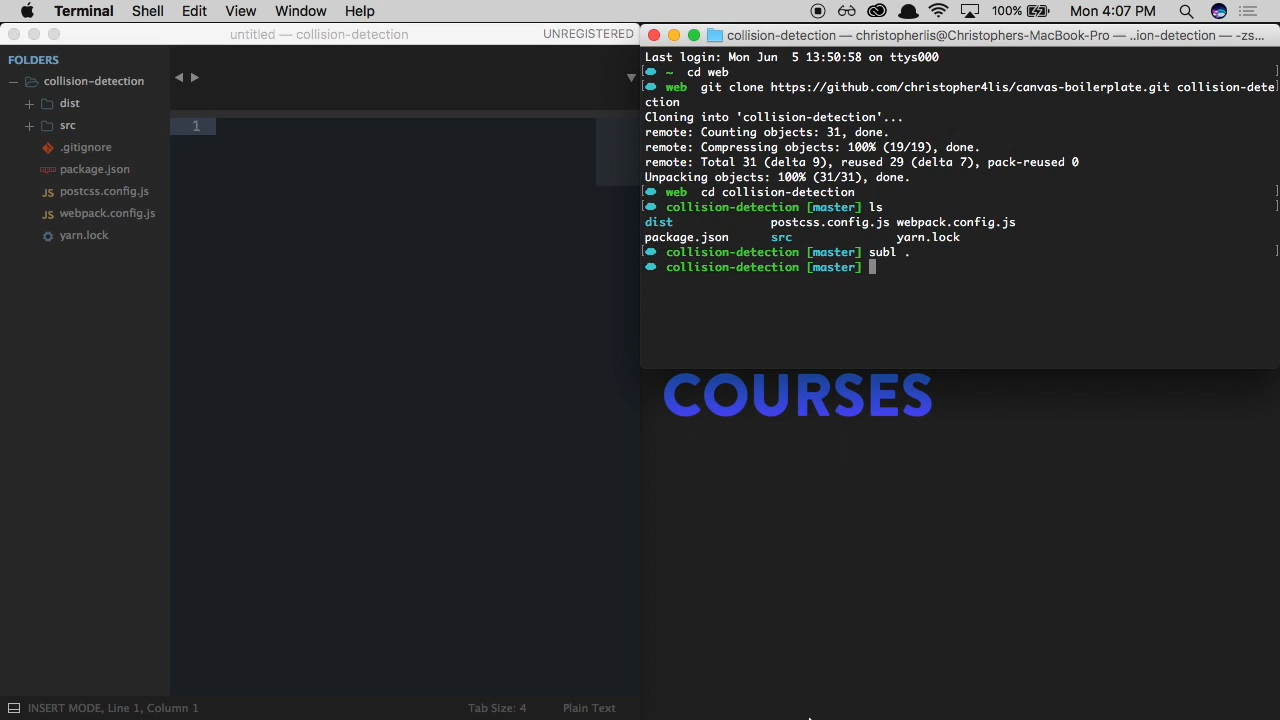 Terminal Shell Edit View Window Help 100% Mon 4:07 PM
untitled — collision-detection UNREGISTERED
FOLDERS
collision-detection
dist
src
.gitignore
package.json
postcss.config.js
webpack.config.js
yarn.lock
1
INSERT MODE, Line 1, Column 1 Tab Size: 4 Plain Text
collision-detection — christopherlis@Christophers-MacBook-Pro — ..ion-detection — -zs...
Last login: Mon Jun  5 13:50:58 on ttys000
~ cd web
web git clone https://github.com/christopher4lis/canvas-boilerplate.git collision-dete
ction
Cloning into 'collision-detection'...
remote: Counting objects: 31, done.
remote: Compressing objects: 100% (19/19), done.
remote: Total 31 (delta 9), reused 29 (delta 7), pack-reused 0
Unpacking objects: 100% (31/31), done.
web cd collision-detection
collision-detection [master] ls
dist postcss.config.js webpack.config.js
package.json src yarn.lock
collision-detection [master] subl .
collision-detection [master]
COURSES